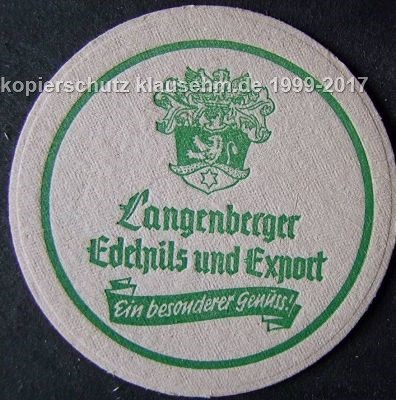 kopierschutz klausehm.de 1999-2017
Langenberger
Edelpils und Export
Ein besonderer Genuss!